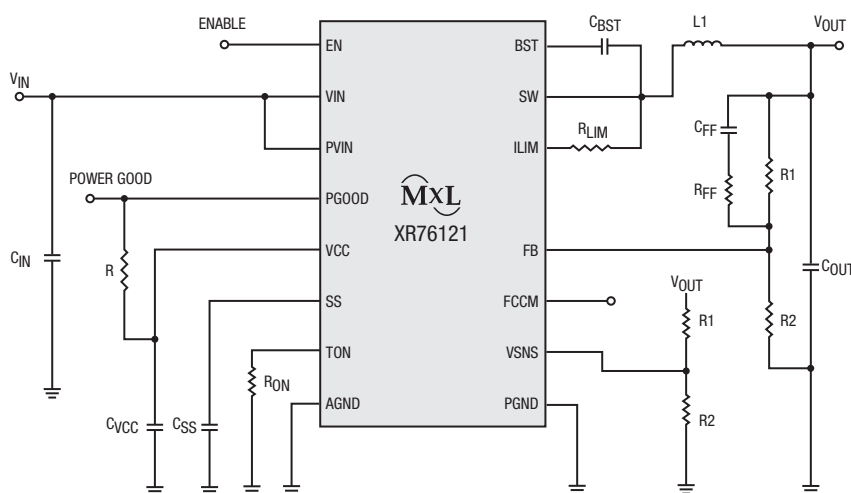 ENABLE
EN
BST
CBST
L1
VOUT
VIN
VIN
SW
PVIN
ILIM
RLIM
CFF
R1
RFF
POWER GOOD
PGOOD
MxL
XR76121
CIN
R
VCC
FB
COUT
SS
FCCM
VOUT
R1
R2
TON
RON
VSNS
AGND
PGND
R2
CVCC
CSS